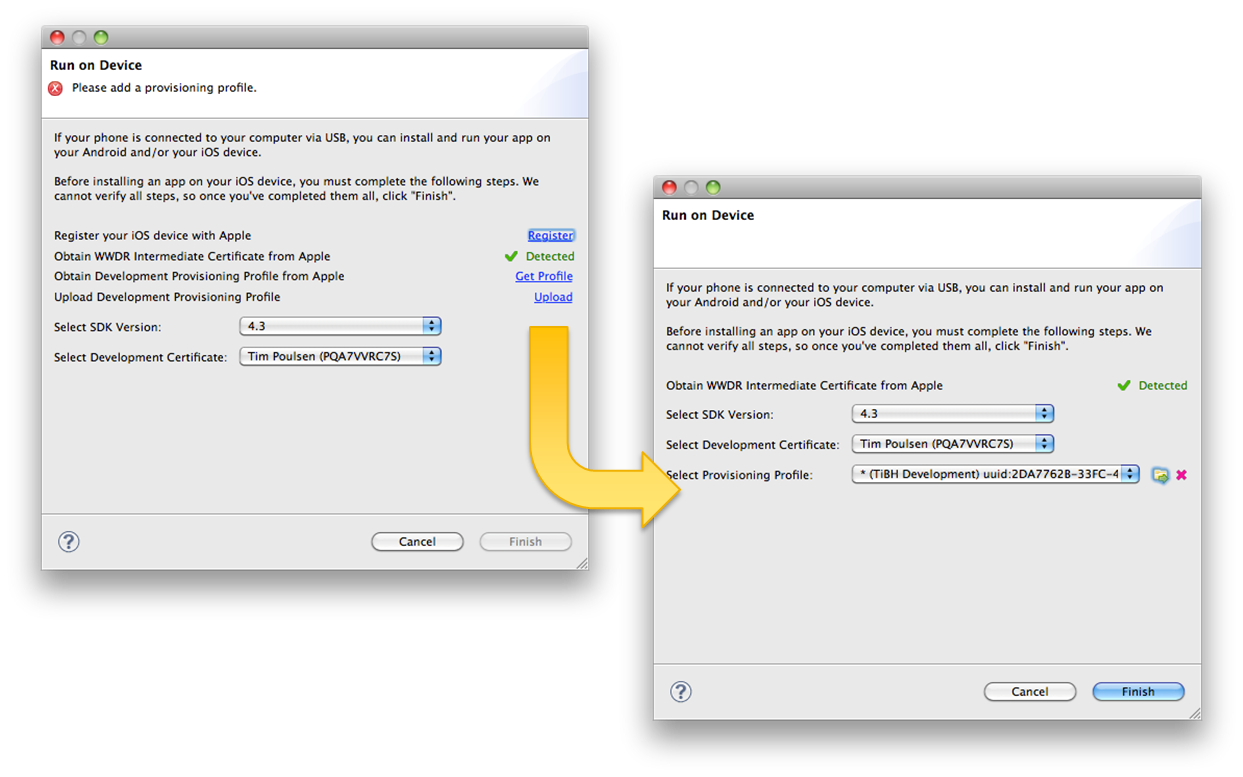 Run on Device
Please add a provisioning profile.
If your phone is connected to your computer via USB, you can install and run your app on
your Android and/or your iOS device.
Before installing an app on your iOS device, you must complete the following steps. We
cannot verify all steps, so once you've completed them all, click "Finish".
Register your iOS device with Apple Register
Obtain WWDR Intermediate Certificate from Apple Detected
Obtain Development Provisioning Profile from Apple Get Profile
Upload Development Provisioning Profile Upload
Select SDK Version: 4.3
Select Development Certificate: Tim Poulsen (PQA7VVRC7S)
? Cancel Finish
Run on Device
If your phone is connected to your computer via USB, you can install and run your app on
your Android and/or your iOS device.
Before installing an app on your iOS device, you must complete the following steps. We
cannot verify all steps, so once you've completed them all, click "Finish".
Obtain WWDR Intermediate Certificate from Apple Detected
Select SDK Version: 4.3
Select Development Certificate: Tim Poulsen (PQA7VVRC7S)
Select Provisioning Profile: * (TiBH Development) uuid:2DA7762B-33FC-4
? Cancel Finish